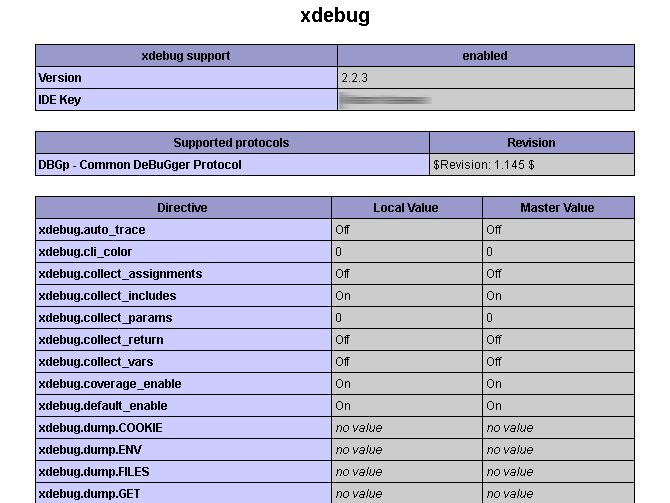 xdebug
xdebug support enabled
Version 2.2.3
IDE Key
Supported protocols Revision
DBGp - Common DeBuGger Protocol $Revision: 1.145 $
Directive Local Value Master Value
xdebug.auto_trace Off Off
xdebug.cli_color 0 0
xdebug.collect_assignments Off Off
xdebug.collect_includes On On
xdebug.collect_params 0 0
xdebug.collect_return Off Off
xdebug.collect_vars Off Off
xdebug.coverage_enable On On
xdebug.default_enable On On
xdebug.dump.COOKIE no value no value
xdebug.dump.ENV no value no value
xdebug.dump.FILES no value no value
xdebug.dump.GET no value no value